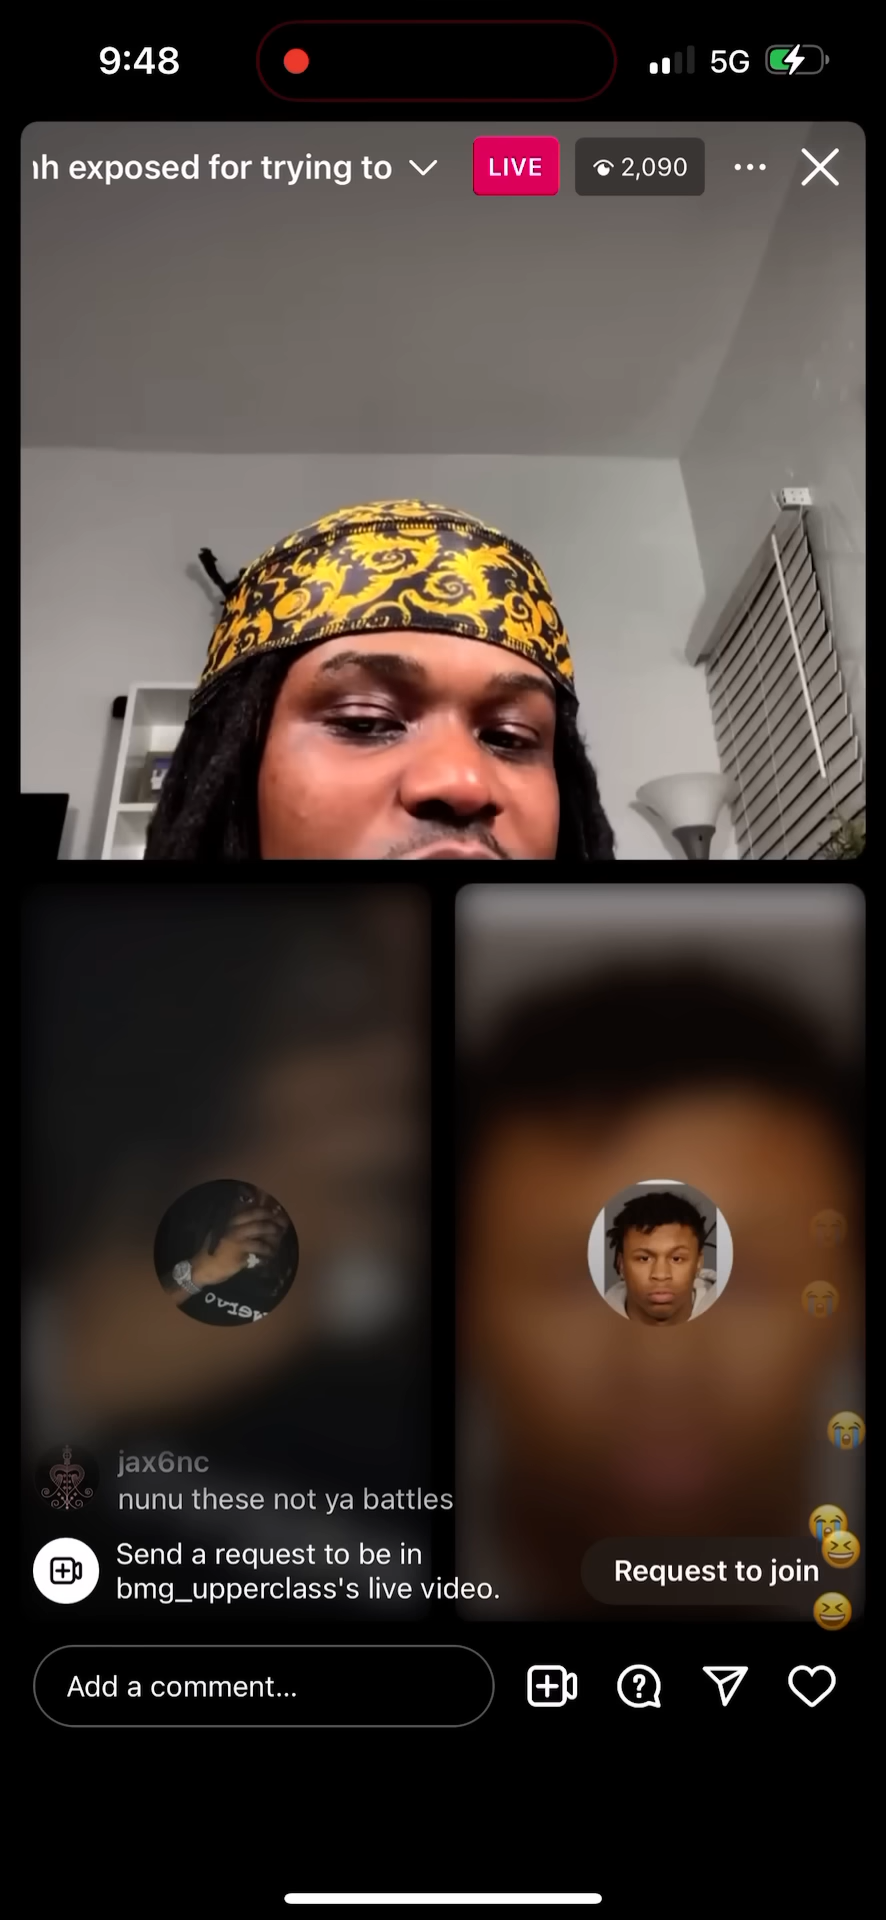 9:48
5G
exposed for trying to
LIVE
2,090
jax6nc
nunu these not ya battles
Send a request to be in
bmg_upperclass's live video.
Request to join
Add a comment...